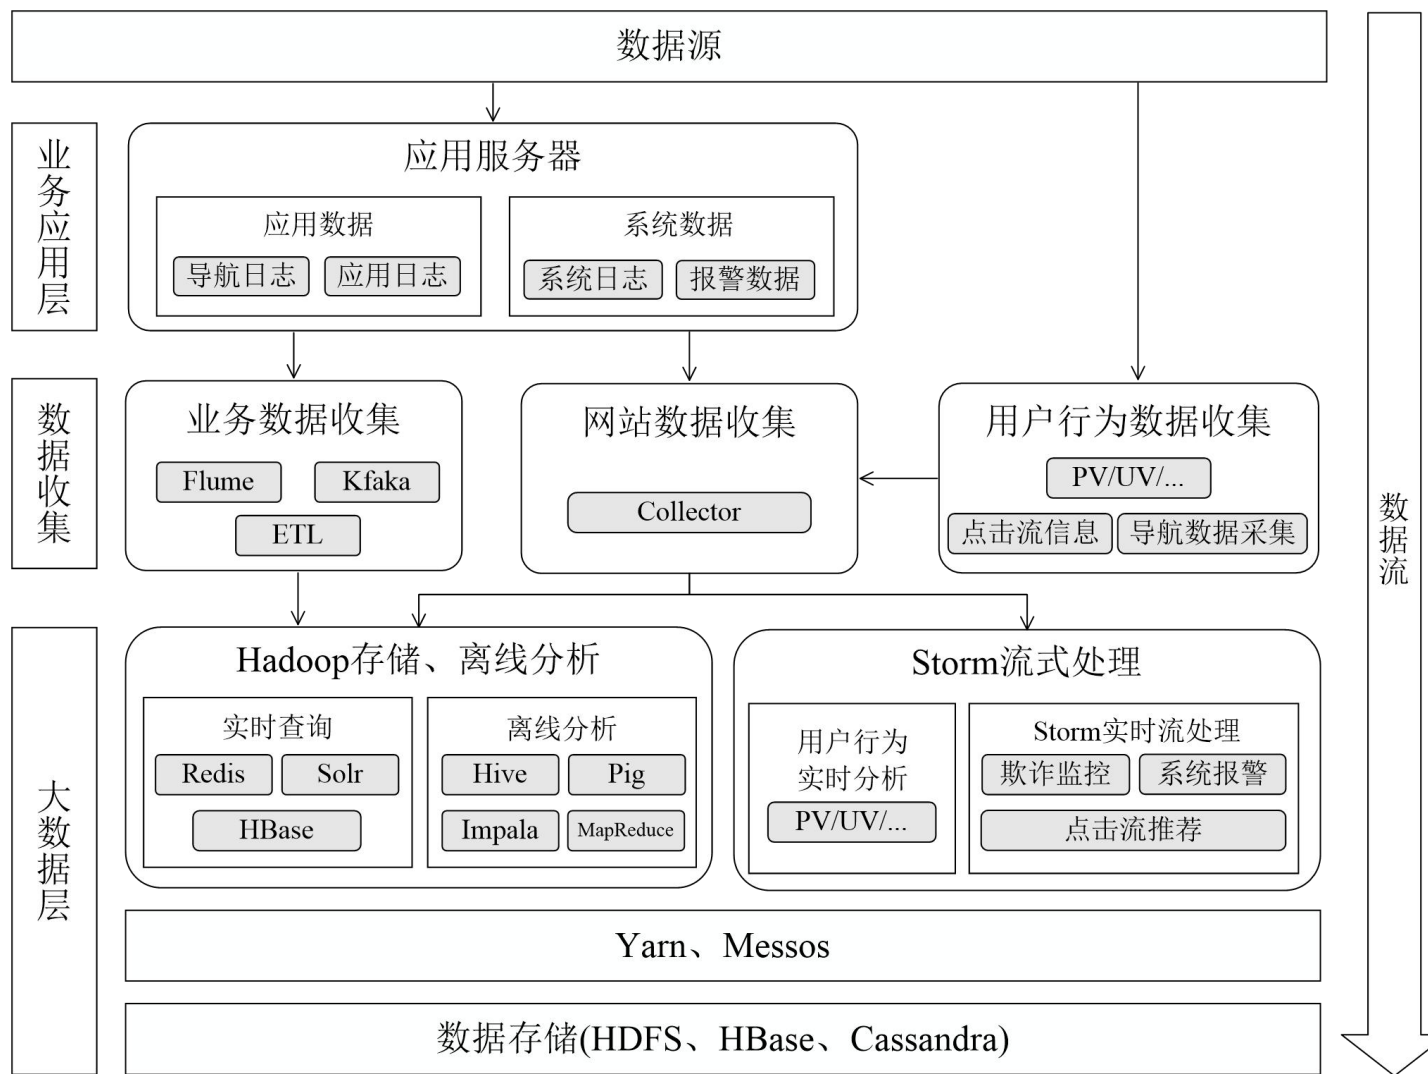 数据源
业务应用层
应用服务器
应用数据
导航日志 应用日志
系统数据
系统日志 报警数据
数据收集
业务数据收集
Flume Kfaka
ETL
网站数据收集
Collector
用户行为数据收集
PV/UV/...
点击流信息 导航数据采集
大数据层
Hadoop存储、离线分析
实时查询
Redis Solr
HBase
离线分析
Hive Pig
Impala MapReduce
Storm流式处理
用户行为
实时分析
PV/UV/...
Storm实时流处理
欺诈监控 系统报警
点击流推荐
Yarn、Messos
数据存储(HDFS、HBase、Cassandra)
数据流